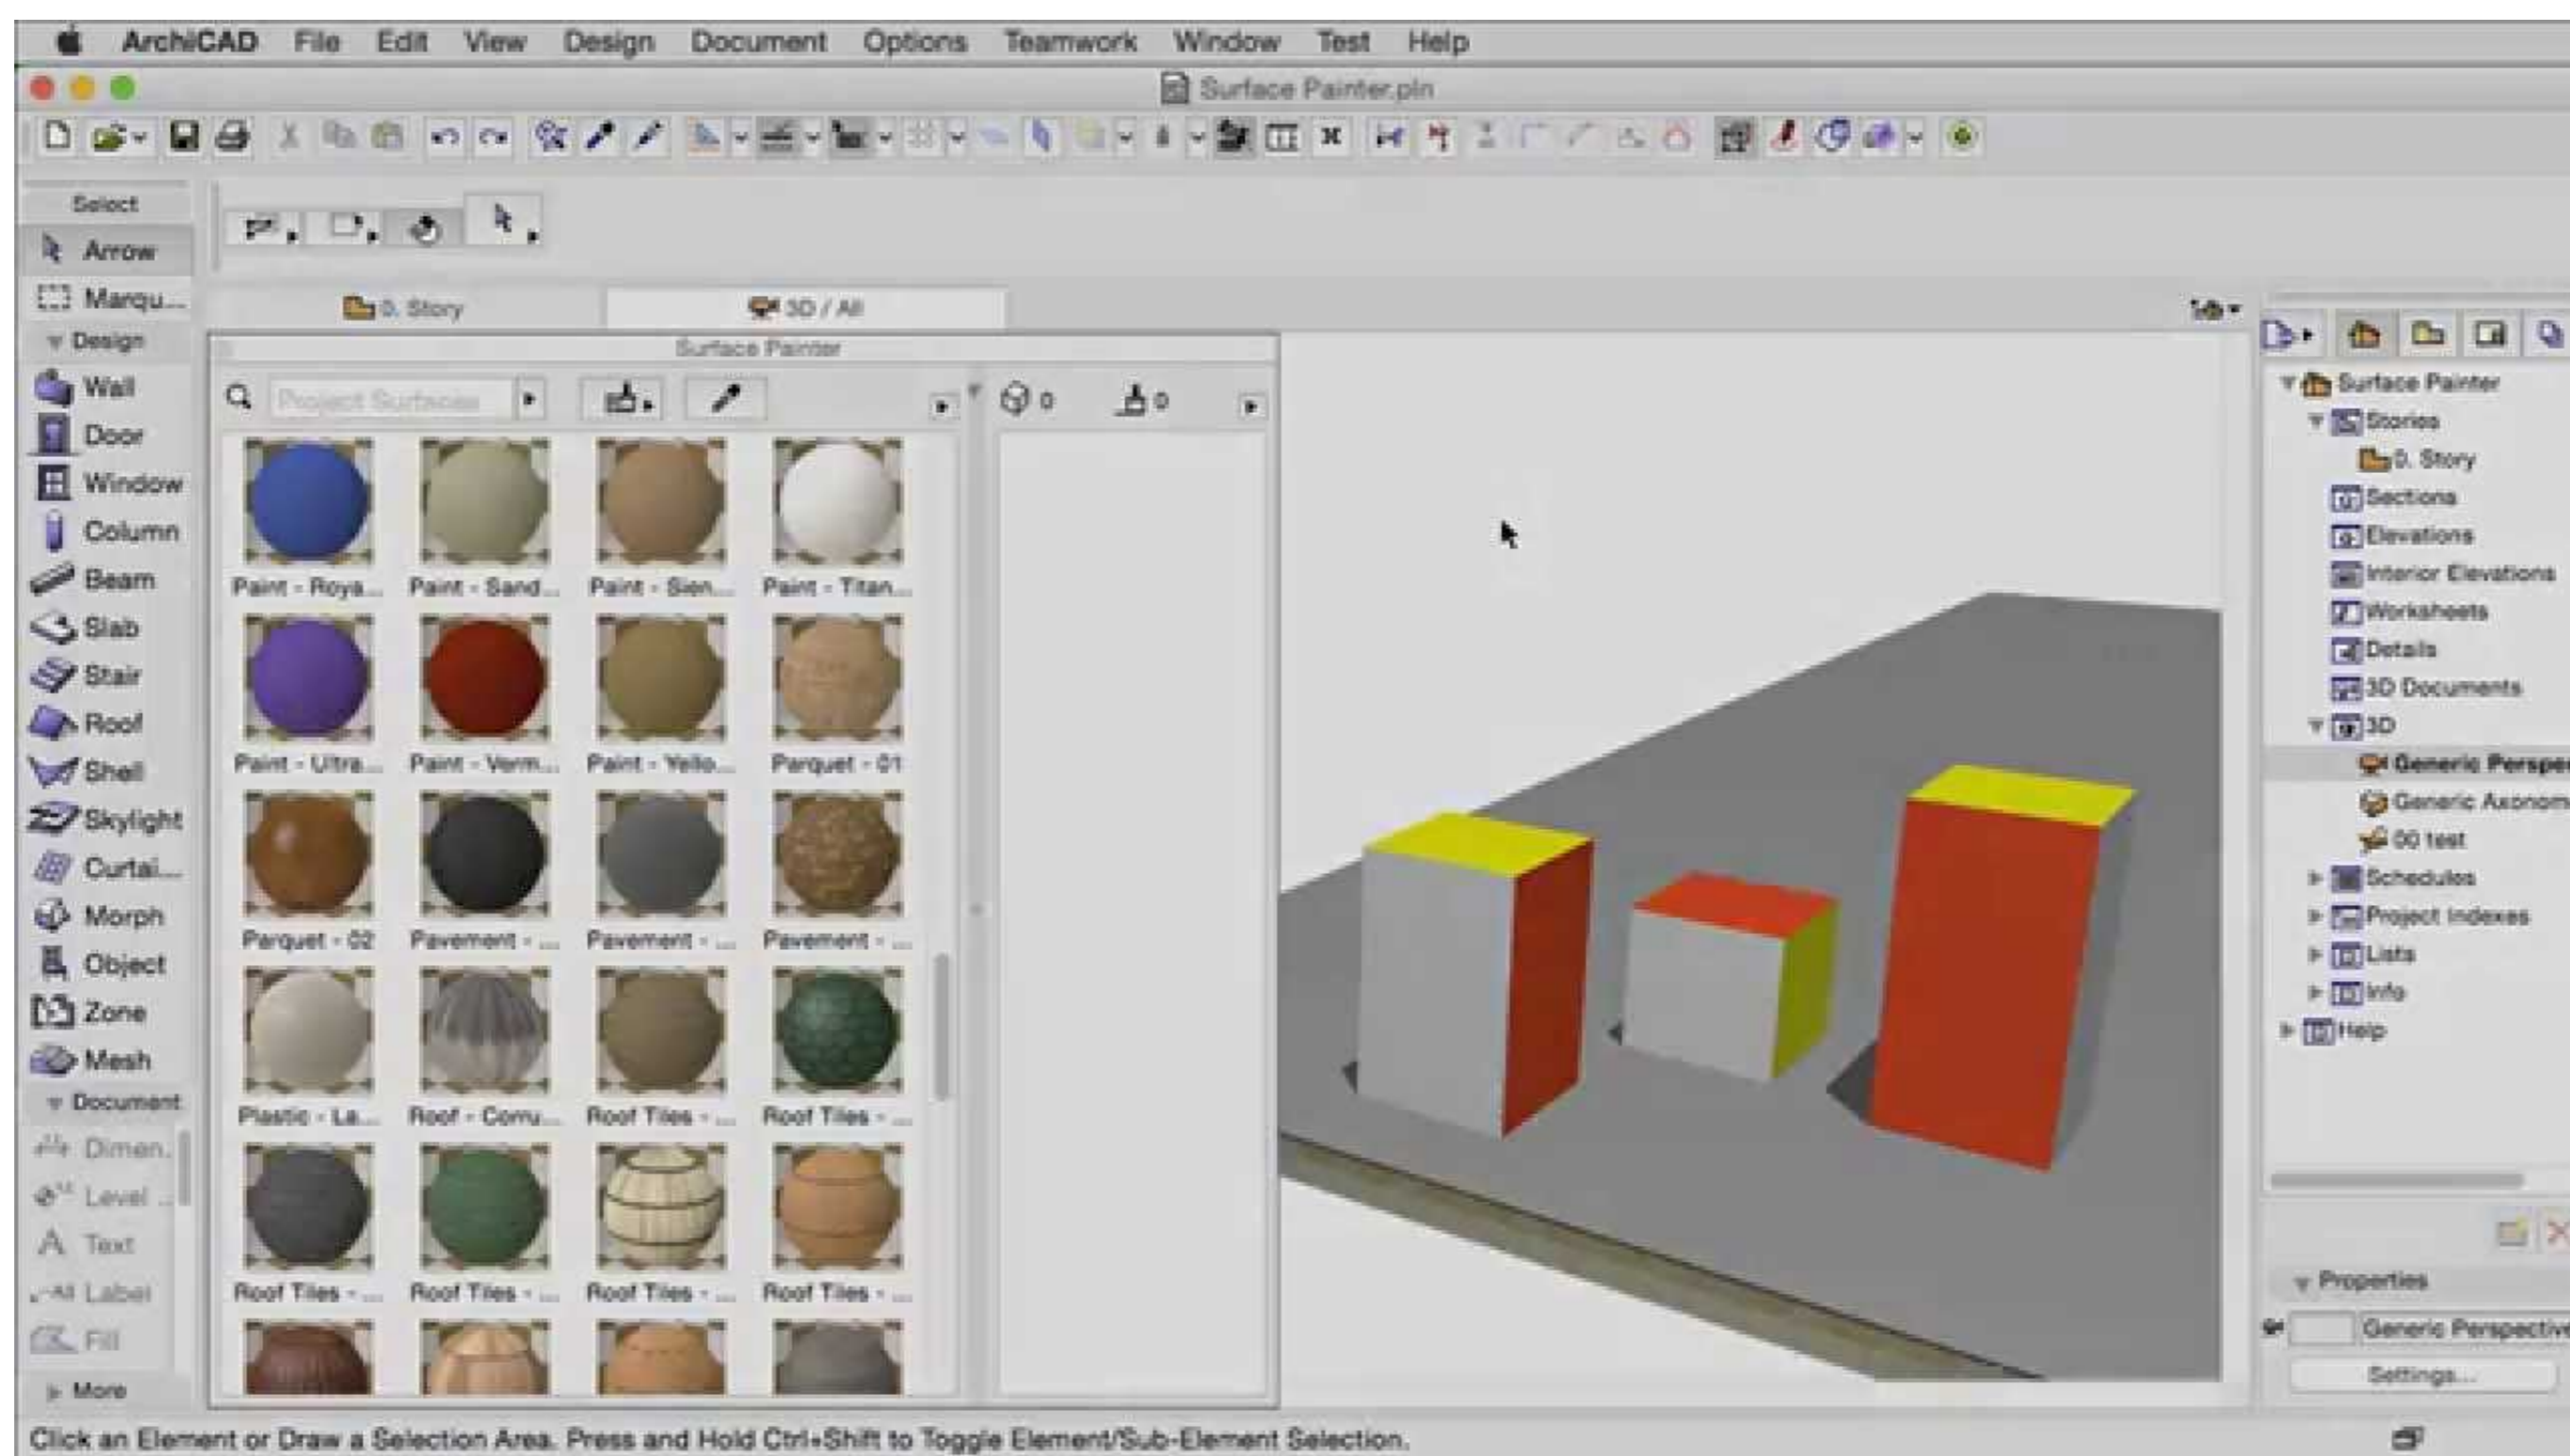 ArchiCAD File Edit View Design Document Options Teamwork Window Test Help
Surface Painter.pln
Select
Arrow
Marqu...
Design
Wall
Door
Window
Column
Beam
Slab
Stair
Roof
Shell
Skylight
Curtai...
Morph
Object
Zone
Mesh
Document
Dimen.
Level ..
A Text
A1 Label
Fill
More
0. Story
3D / All
Surface Painter
Project Surfaces
0
0
Paint - Roya... Paint - Sand... Paint - Sien... Paint - Titan...
Paint - Ultra... Paint - Verm... Paint - Yello... Parquet - 01
Parquet - 02 Pavement - ... Pavement - ... Pavement - ...
Plastic - La... Roof - Corru... Roof Tiles - ... Roof Tiles - ...
Roof Tiles - ... Roof Tiles - ... Roof Tiles - ... Roof Tiles - ...
Surface Painter
Stories
0. Story
Sections
Elevations
Interior Elevations
Worksheets
Details
3D Documents
3D
Generic Perspe
Generic Axonom
00 test
Schedules
Project Indexes
Lists
Info
Help
Properties
Generic Perspective
Settings...
Click an Element or Draw a Selection Area. Press and Hold Ctrl+Shift to Toggle Element/Sub-Element Selection.